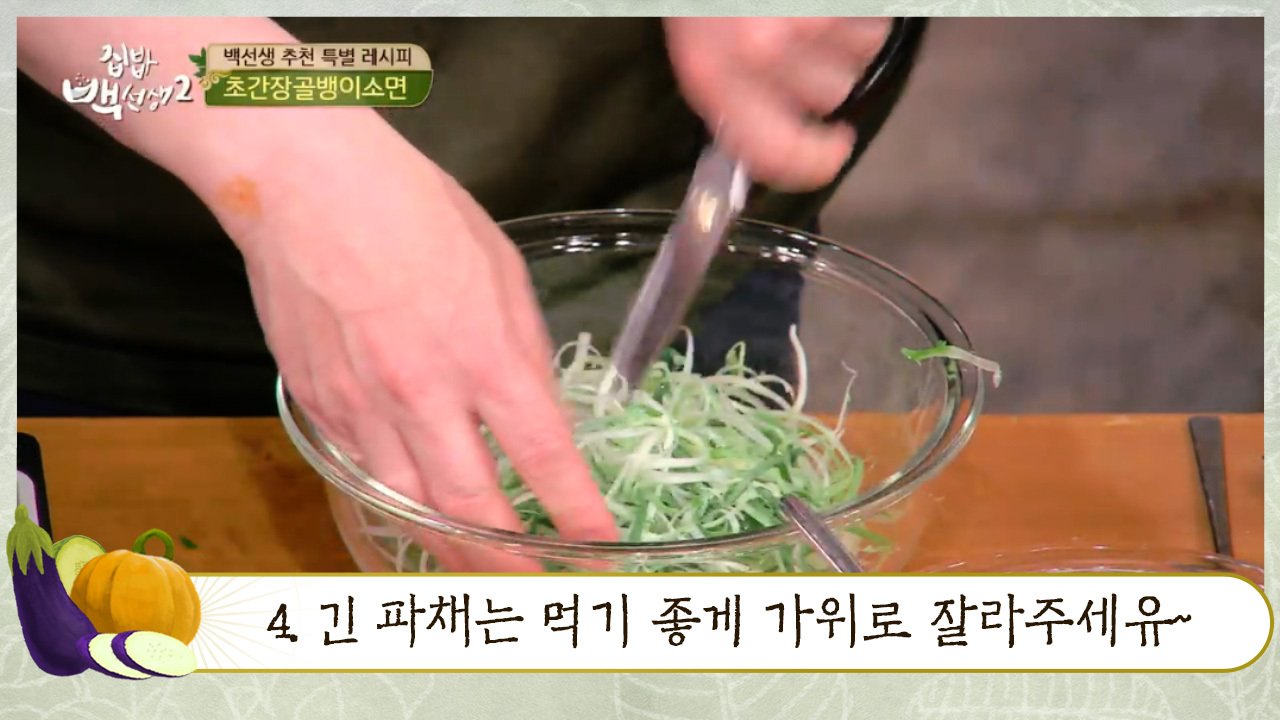 집밥
백선생2
백선생 추천 특별 레시피
초간장골뱅이소면
4. 긴 파채는 먹기 좋게 가위로 잘라주세유~